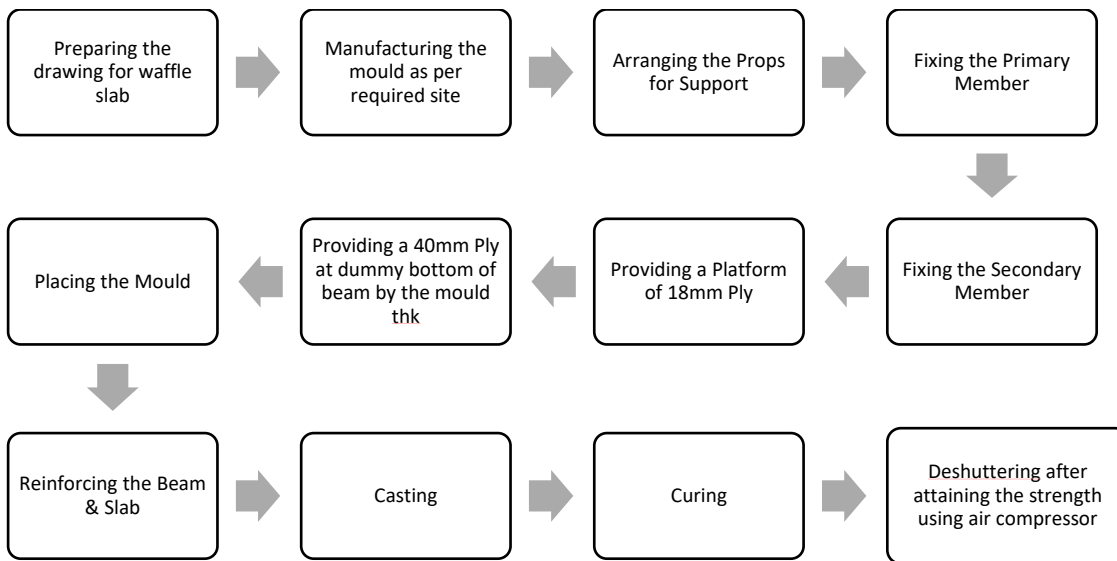 Preparing the
drawing for waffle
slab
Manufacturing the
mould as per
required site
Arranging the Props
for Support
Fixing the Primary
Member
Fixing the Secondary
Member
Providing a Platform
of 18mm Ply
Providing a 40mm Ply
at dummy bottom of
beam by the mould
thk
Placing the Mould
Reinforcing the Beam
& Slab
Casting
Curing
Deshuttering after
attaining the strength
using air compressor